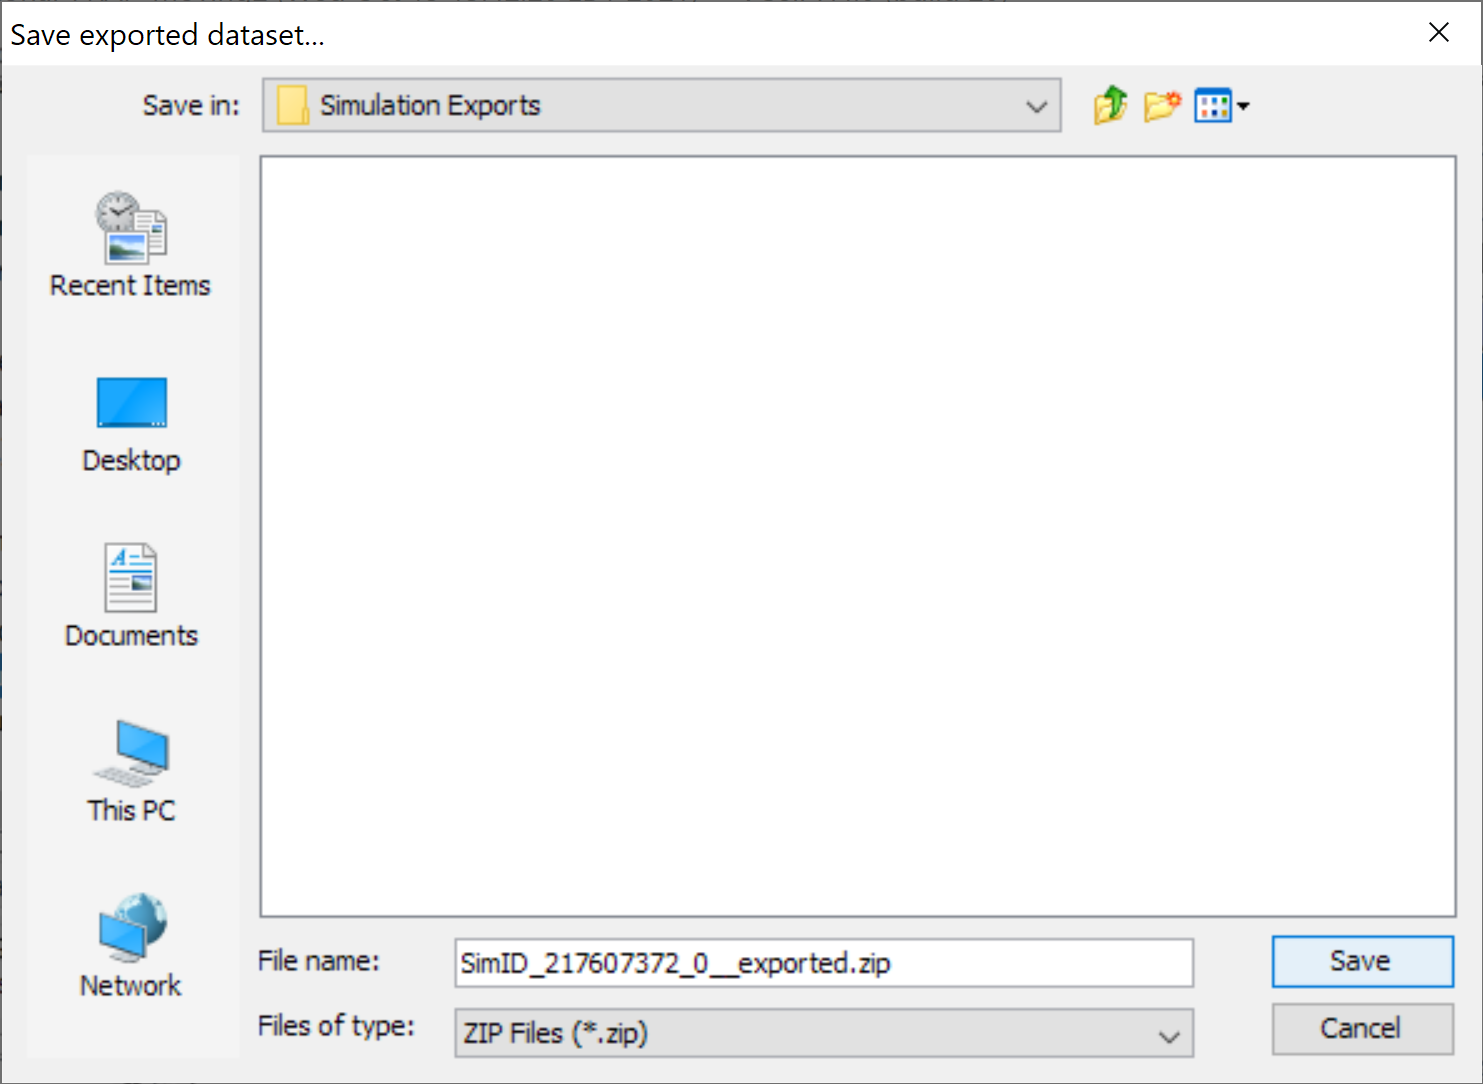 Save exported dataset...
Save in:
Simulation Exports
Recent Items
Desktop
Documents
This PC
Network
File name:
SimID_217607372_0__exported.zip
Save
Files of type:
ZIP Files (*.zip)
Cancel